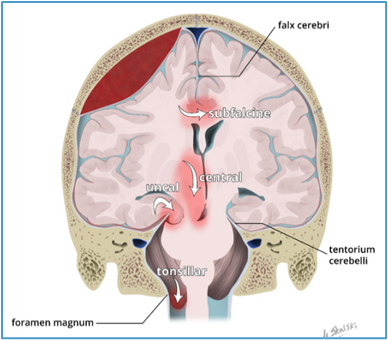 falx cerebri
subfalcine
central
uncal
tentorium
cerebelli
tonsillar
foramen magnum